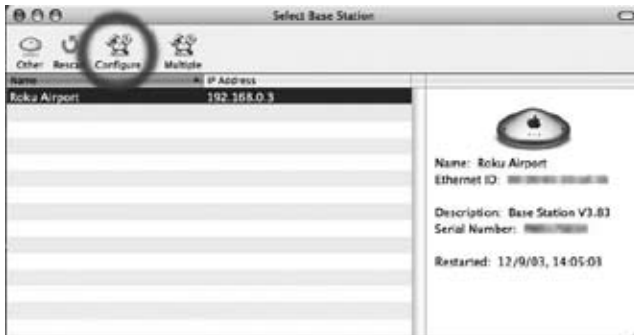 Select Base Station
Other Rescan Configure Multiple
Name IP Address
Roku Airport 192.168.0.3
Name: Roku Airport
Ethernet ID:
Description: Base Station V3.83
Serial Number:
Restarted: 12/9/03, 14:05:03